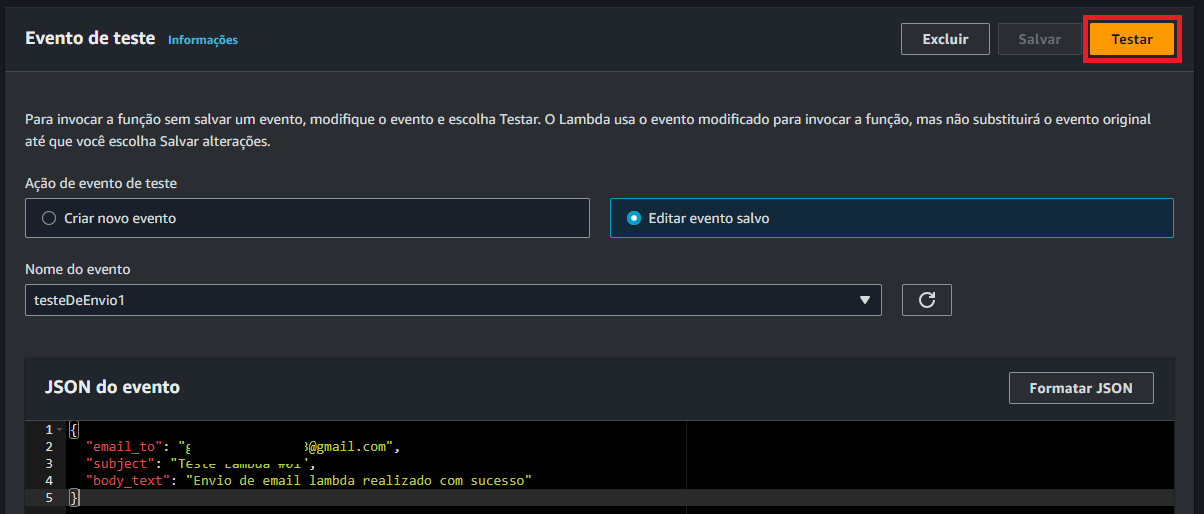 Evento de teste Informações Excluir Salvar Testar
Para invocar a função sem salvar um evento, modifique o evento e escolha Testar. O Lambda usa o evento modificado para invocar a função, mas não substituirá o evento original
até que você escolha Salvar alterações.
Ação de evento de teste
Criar novo evento Editar evento salvo
Nome do evento
testeDeEnvio1
JSON do evento Formatar JSON
1 {
2 "email_to": "g @gmail.com",
3 "subject": "Teste Lambda #01",
4 "body_text": "Envio de email lambda realizado com sucesso"
5 }